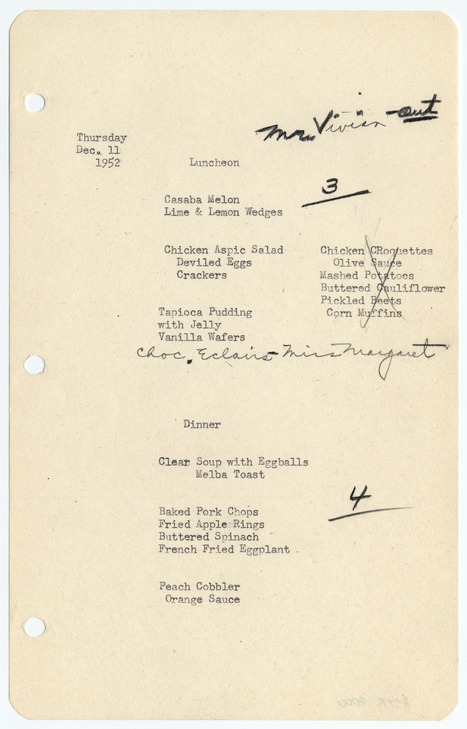 Mr. Vivian - out
Thursday
Dec. 11
1952
Luncheon
3
Casaba Melon
Lime & Lemon Wedges
Chicken Aspic Salad
Deviled Eggs
Crackers
Chicken CRoquettes
Olive Sauce
Mashed Potatoes
Buttered Cauliflower
Pickled Beets
Corn Muffins
Tapioca Pudding
with Jelly
Vanilla Wafers
Choc. Eclairs - Miss Margaret
Dinner
Clear Soup with Eggballs
Melba Toast
4
Baked Pork Chops
Fried Apple Rings
Buttered Spinach
French Fried Eggplant
Peach Cobbler
Orange Sauce